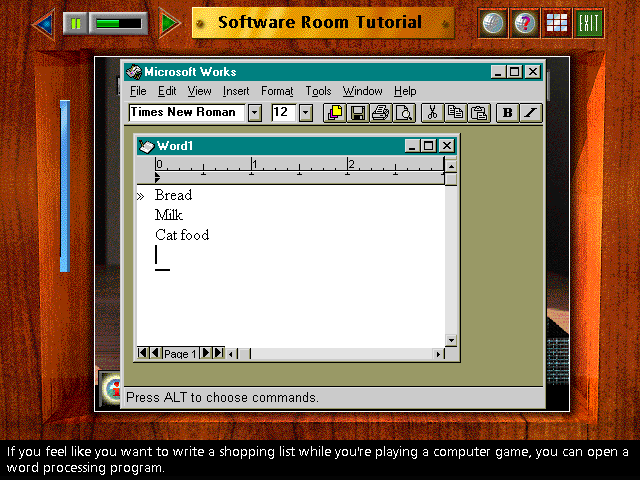 Software Room Tutorial
EXIT
Microsoft Works
File Edit View Insert Format Tools Window Help
Times New Roman 12 B I
Word1
0 1 2
» Bread
Milk
Cat food
Page 1
Press ALT to choose commands.
If you feel like you want to write a shopping list while you're playing a computer game, you can open a
word processing program.